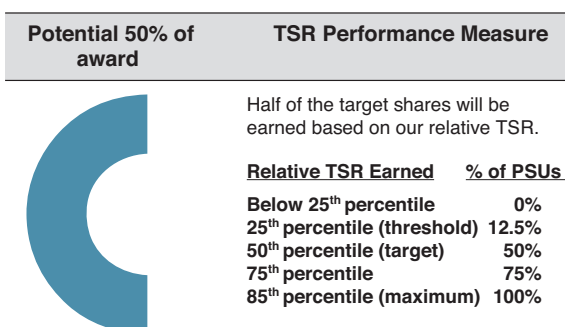 Potential 50% of
award
TSR Performance Measure
Half of the target shares will be
earned based on our relative TSR.
Relative TSR Earned % of PSUs
Below 25th percentile 0%
25th percentile (threshold) 12.5%
50th percentile (target) 50%
75th percentile 75%
85th percentile (maximum) 100%